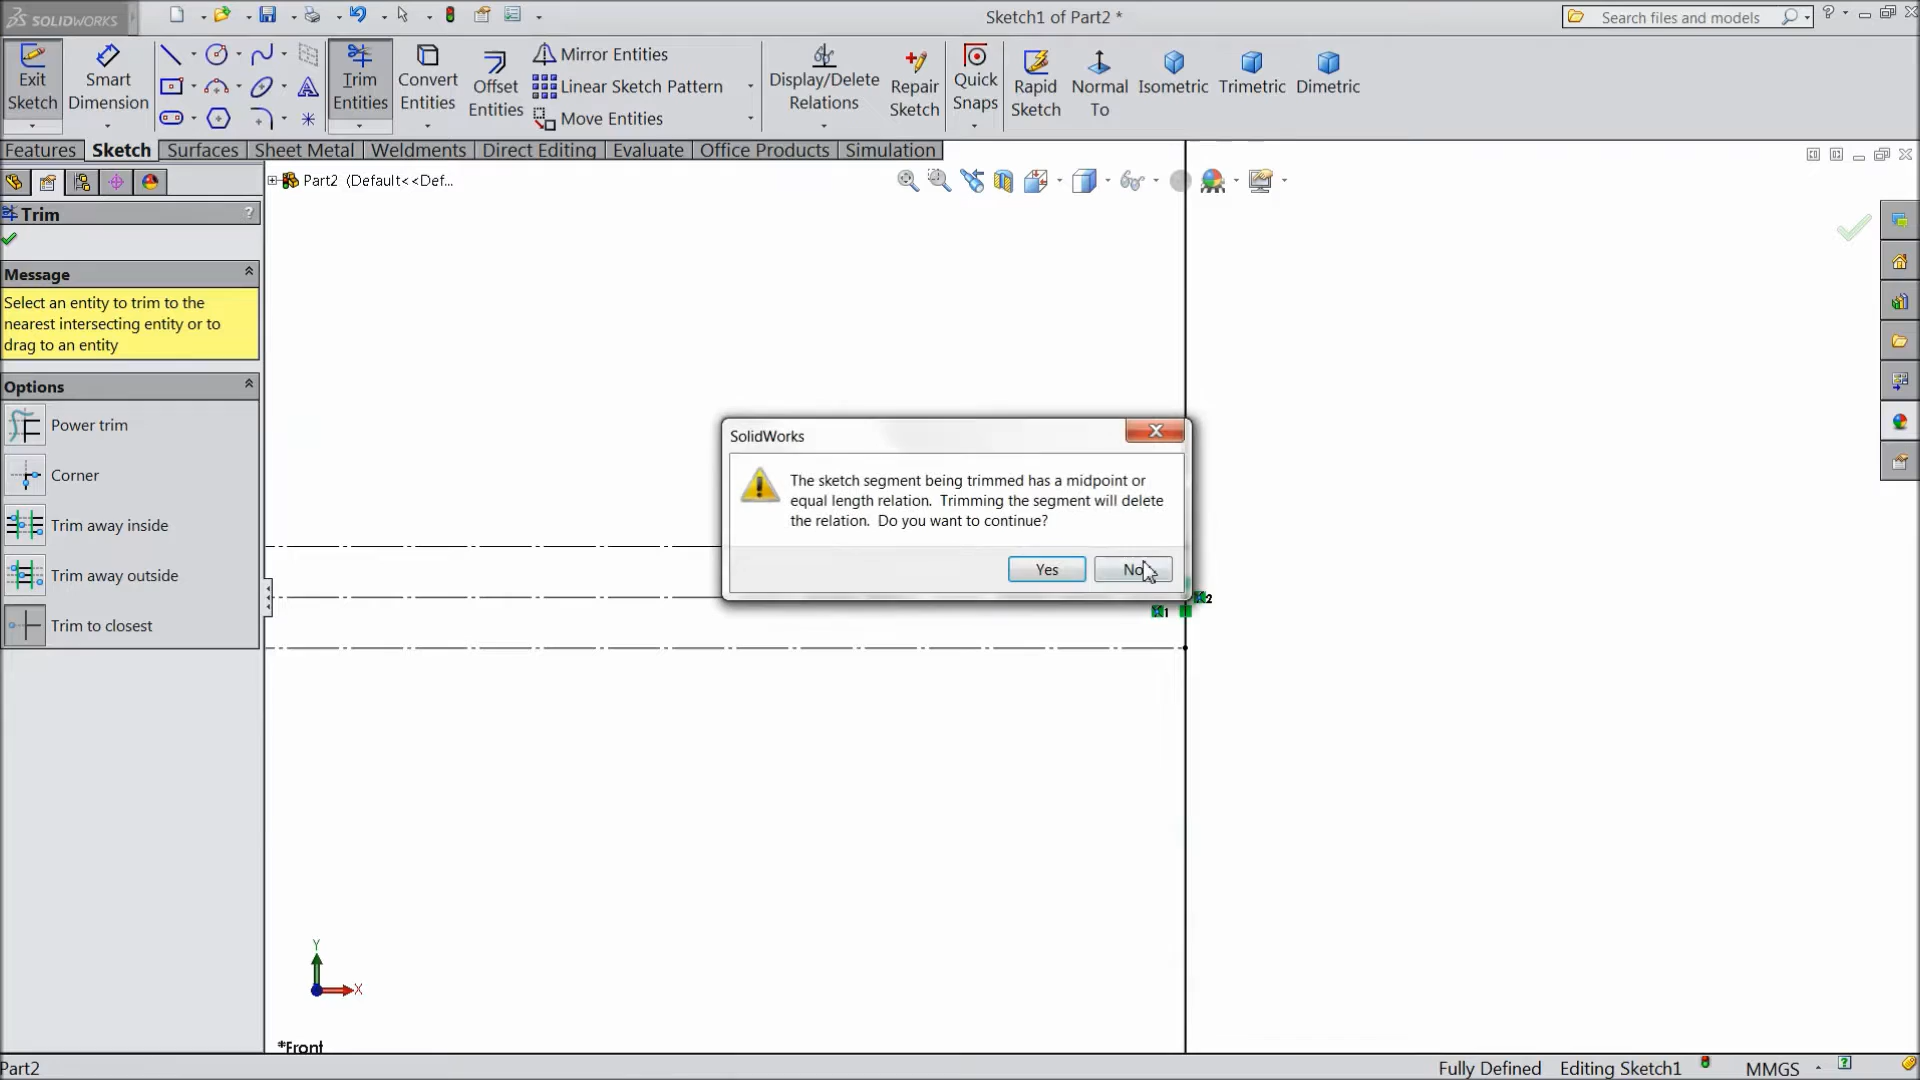 SOLIDWORKS
Sketch1 of Part2 *
Search files and models
?
Exit Sketch
Smart Dimension
Trim Entities
Convert Entities
Offset Entities
Mirror Entities
Linear Sketch Pattern
Move Entities
Display/Delete Relations
Repair Sketch
Quick Snaps
Rapid Sketch
Normal To
Isometric
Trimetric
Dimetric
Features
Sketch
Surfaces
Sheet Metal
Weldments
Direct Editing
Evaluate
Office Products
Simulation
Part2 (Default<<Def...
Trim
?
Message
Select an entity to trim to the
nearest intersecting entity or to
drag to an entity
Options
Power trim
Corner
Trim away inside
Trim away outside
Trim to closest
SolidWorks
The sketch segment being trimmed has a midpoint or
equal length relation. Trimming the segment will delete
the relation. Do you want to continue?
Yes
No
1
2
Y
X
*Front
Part2
Fully Defined
Editing Sketch1
MMGS
?